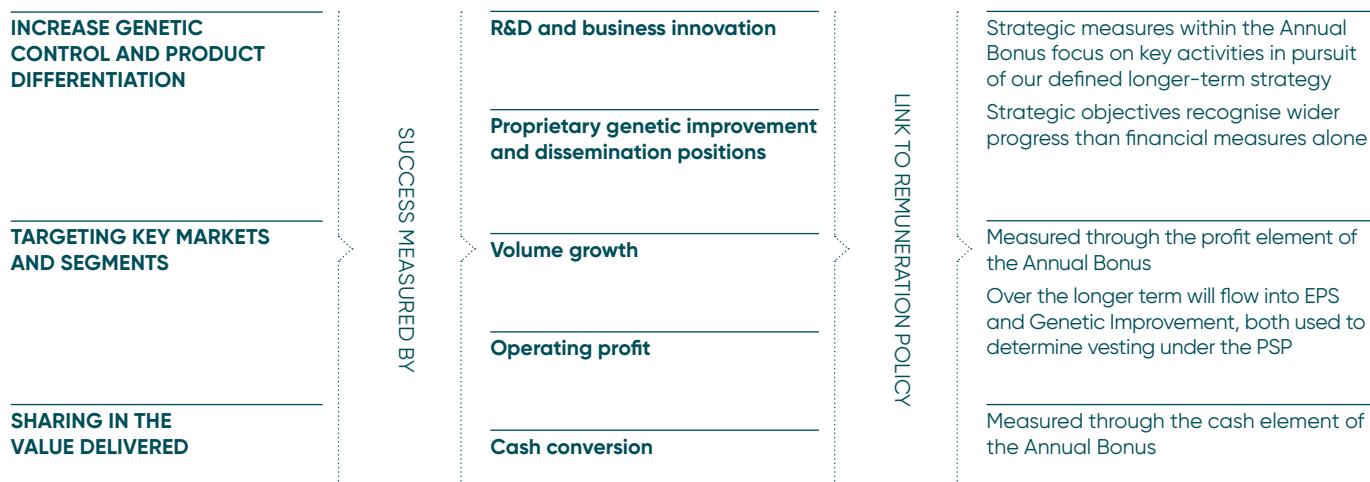 INCREASE GENETIC
CONTROL AND PRODUCT
DIFFERENTIATION
TARGETING KEY MARKETS
AND SEGMENTS
SHARING IN THE
VALUE DELIVERED
SUCCESS MEASURED BY
R&D and business innovation
Proprietary genetic improvement
and dissemination positions
Volume growth
Operating profit
Cash conversion
LINK TO REMUNERATION POLICY
Strategic measures within the Annual
Bonus focus on key activities in pursuit
of our defined longer-term strategy
Strategic objectives recognise wider
progress than financial measures alone
Measured through the profit element of
the Annual Bonus
Over the longer term will flow into EPS
and Genetic Improvement, both used to
determine vesting under the PSP
Measured through the cash element of
the Annual Bonus